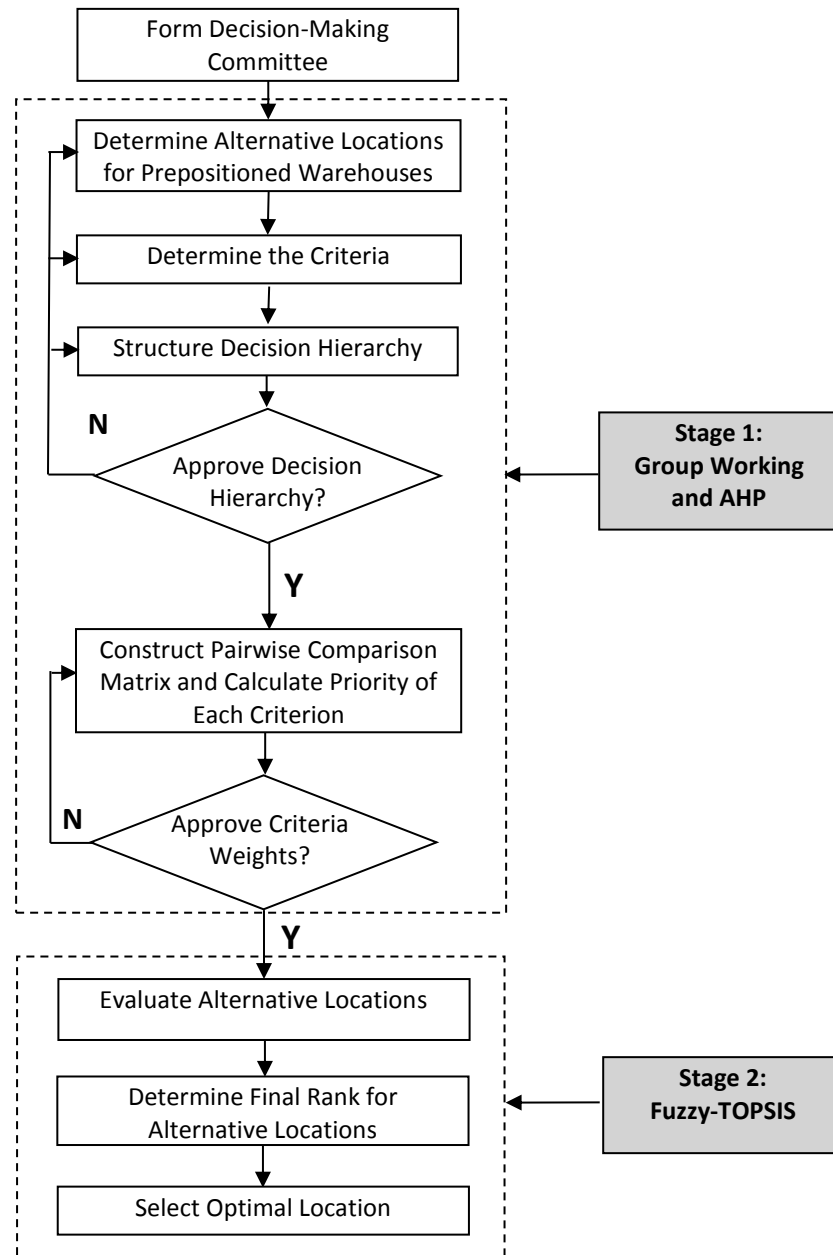 Form Decision-Making
Committee
Determine Alternative Locations
for Prepositioned Warehouses
Determine the Criteria
Structure Decision Hierarchy
N
Approve Decision
Hierarchy?
Stage 1:
Group Working
and AHP
Y
Construct Pairwise Comparison
Matrix and Calculate Priority of
Each Criterion
N
Approve Criteria
Weights?
Y
Evaluate Alternative Locations
Determine Final Rank for
Alternative Locations
Stage 2:
Fuzzy-TOPSIS
Select Optimal Location